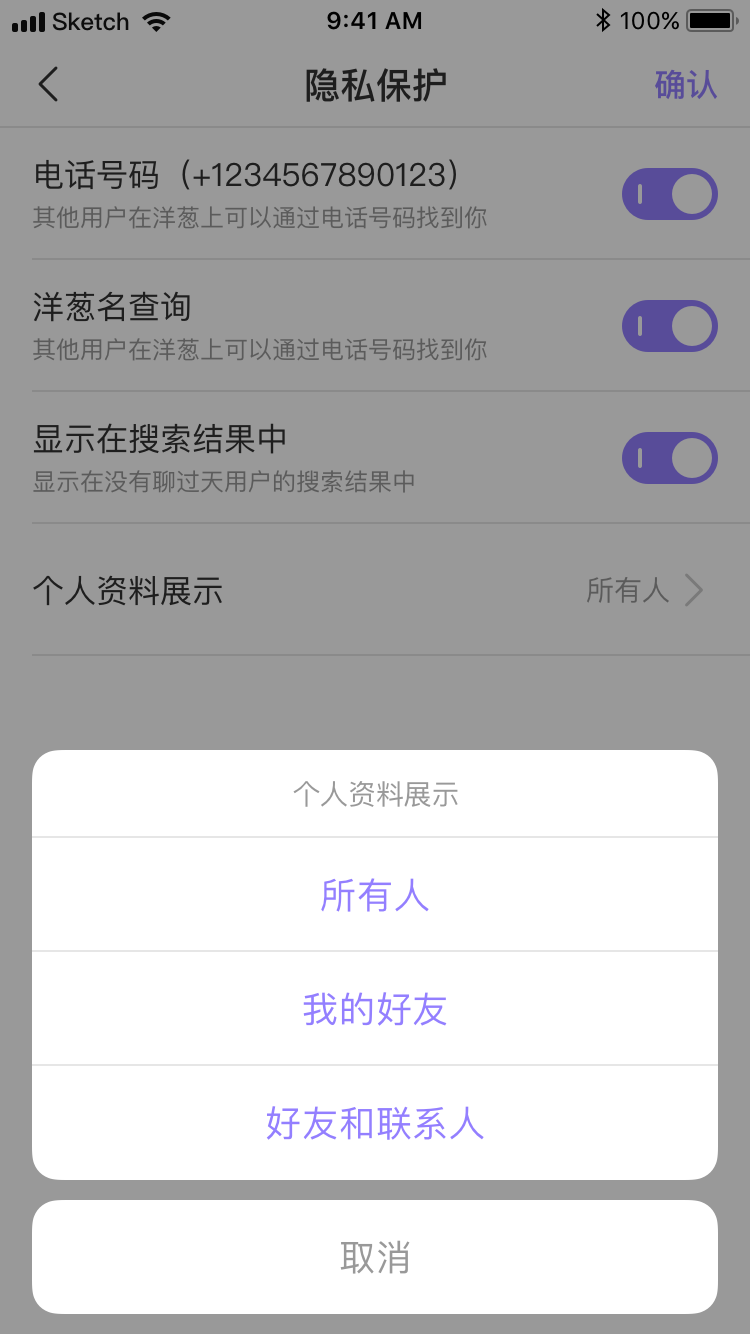 Sketch 9:41 AM 100%
隐私保护 确认
电话号码（+1234567890123）
其他用户在洋葱上可以通过电话号码找到你
洋葱名查询
其他用户在洋葱上可以通过电话号码找到你
显示在搜索结果中
显示在没有聊过天用户的搜索结果中
个人资料展示 所有人
个人资料展示
所有人
我的好友
好友和联系人
取消